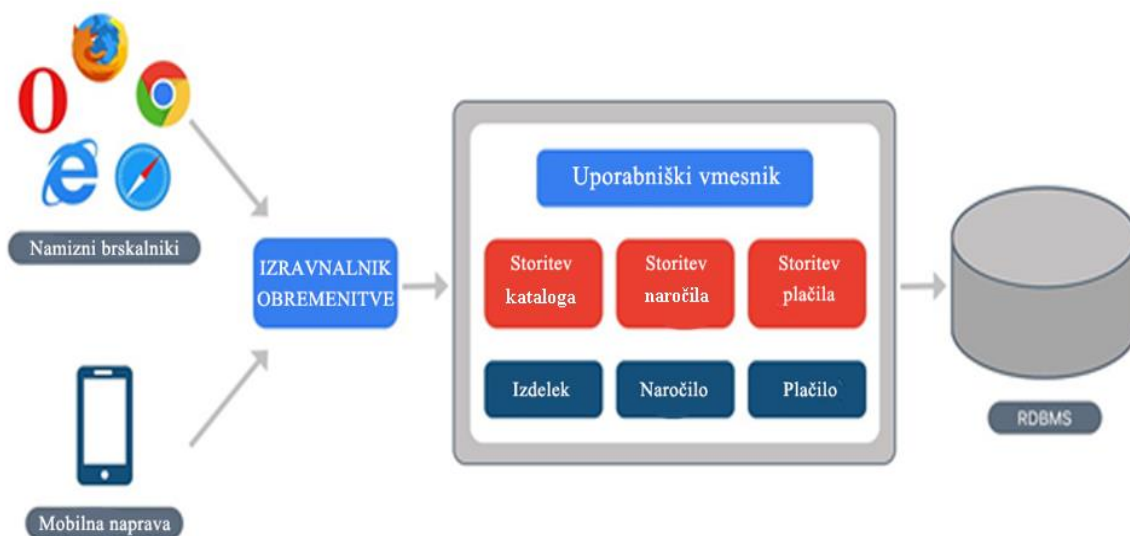 Namizni brskalniki
Mobilna naprava
IZRAVNALNIK
OBREMENITVE
Uporabniški vmesnik
Storitev
kataloga
Storitev
naročila
Storitev
plačila
Izdelek
Naročilo
Plačilo
RDBMS